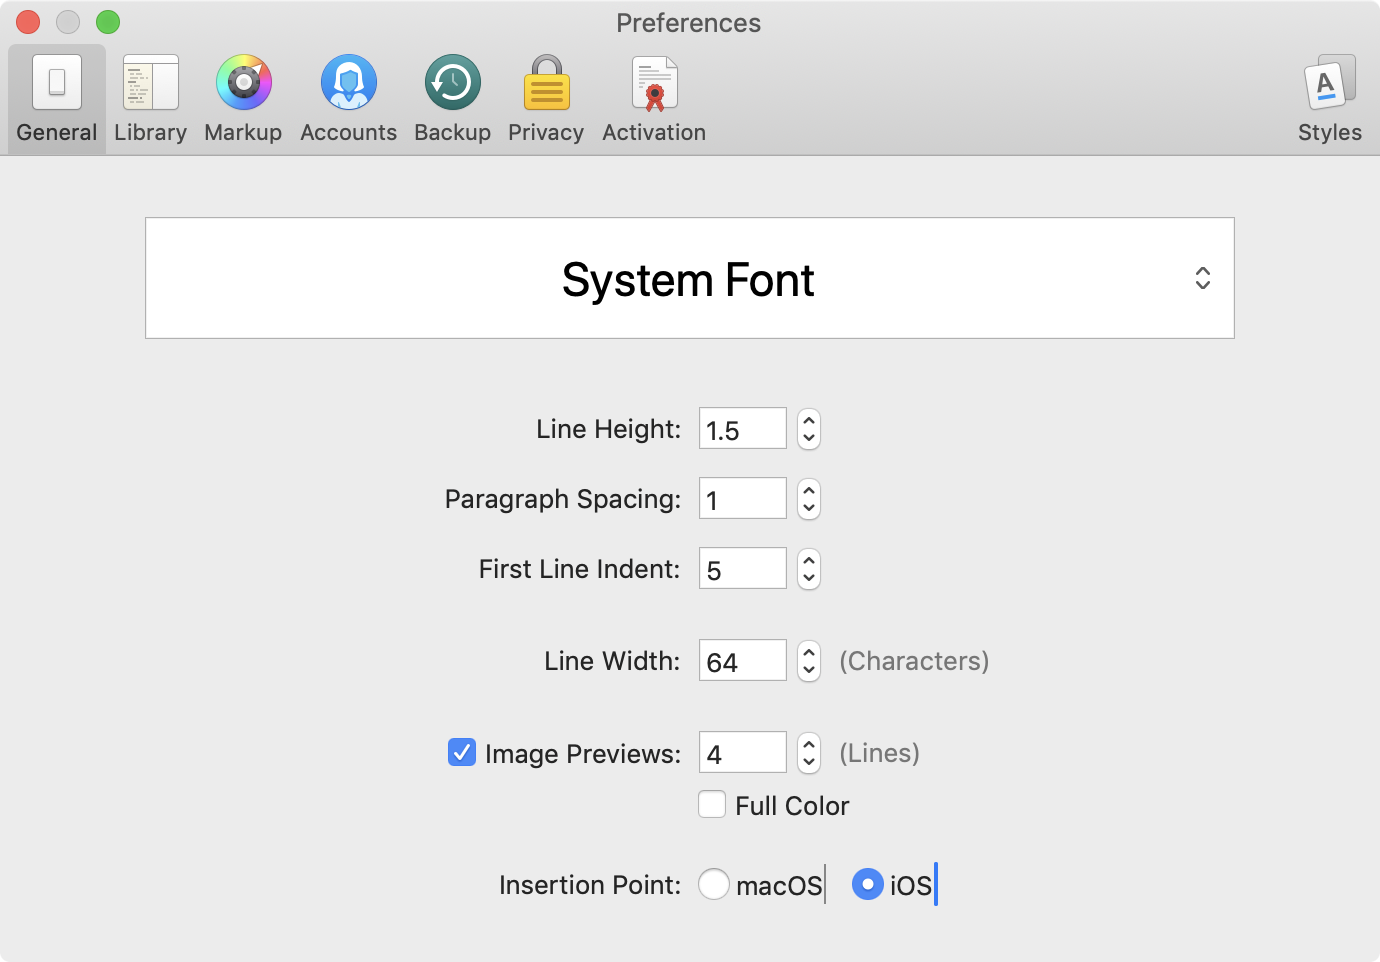 Preferences
General Library Markup Accounts Backup Privacy Activation Styles
A
System Font
Line Height: 1.5
Paragraph Spacing: 1
First Line Indent: 5
Line Width: 64 (Characters)
Image Previews: 4 (Lines)
Full Color
Insertion Point: macOS iOS